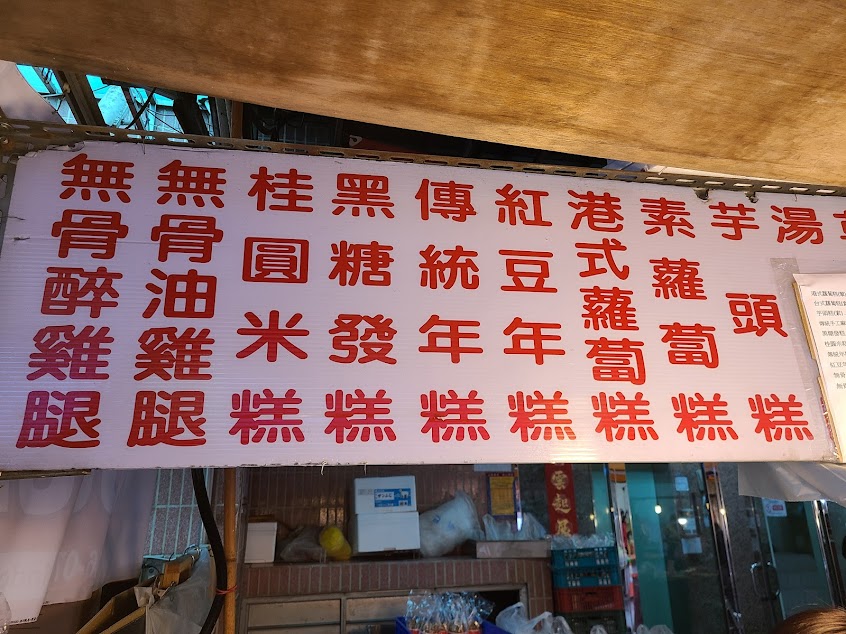 湯
芋頭糕
素蘿蔔糕
港式蘿蔔糕
紅豆年糕
傳統年糕
黑糖發糕
桂圓米糕
無骨油雞腿
無骨醉雞腿